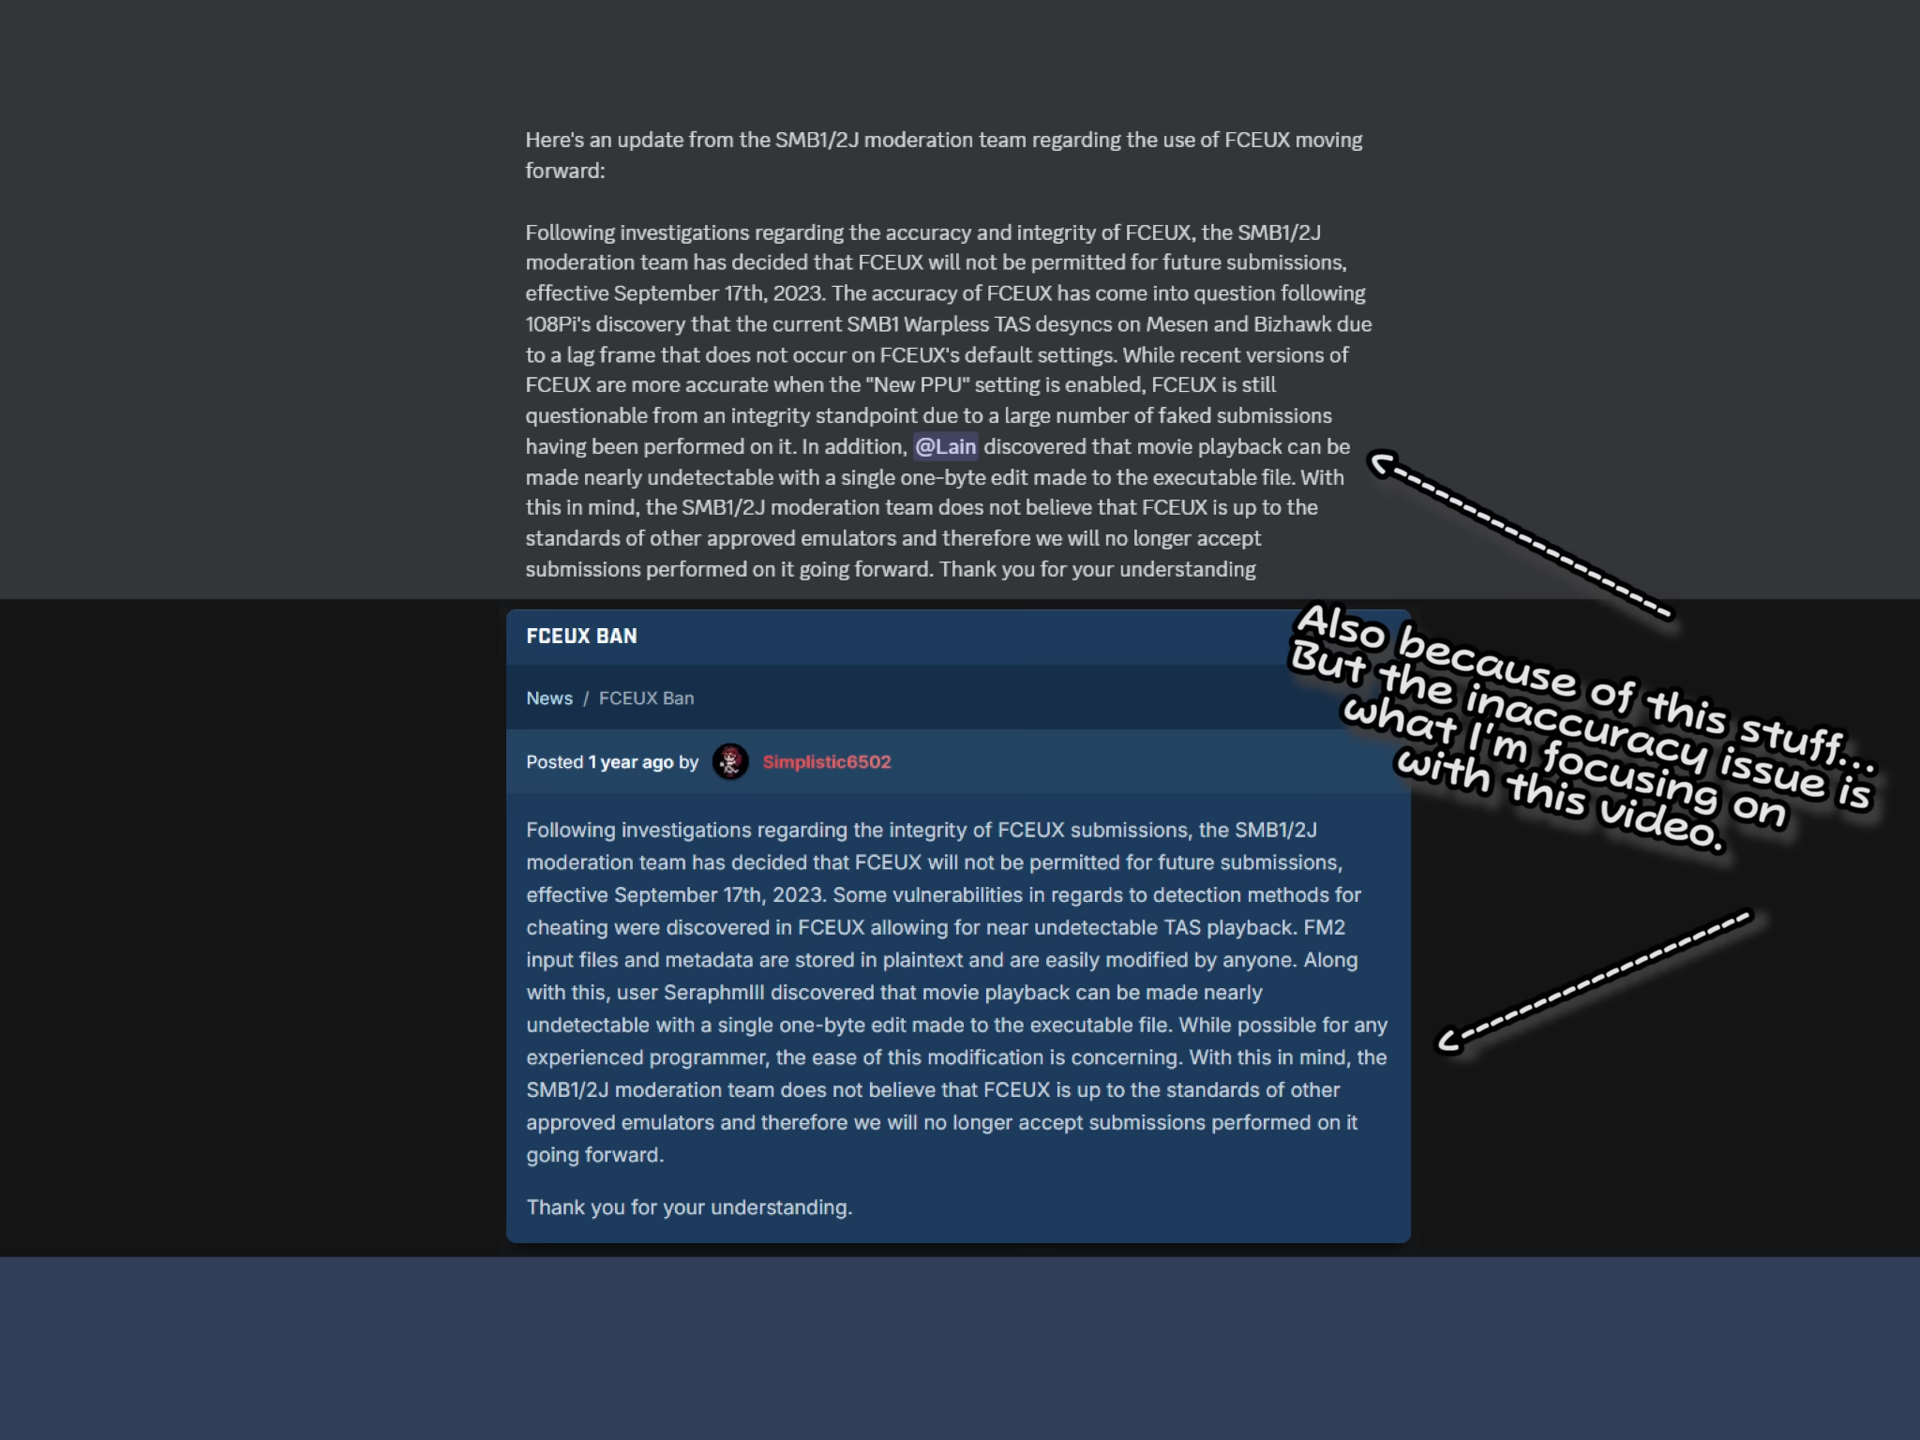 Here's an update from the SMB1/2J moderation team regarding the use of FCEUX moving
forward:
Following investigations regarding the accuracy and integrity of FCEUX, the SMB1/2J
moderation team has decided that FCEUX will not be permitted for future submissions,
effective September 17th, 2023. The accuracy of FCEUX has come into question following
108Pi's discovery that the current SMB1 Warpless TAS desyncs on Mesen and Bizhawk due
to a lag frame that does not occur on FCEUX's default settings. While recent versions of
FCEUX are more accurate when the "New PPU" setting is enabled, FCEUX is still
questionable from an integrity standpoint due to a large number of faked submissions
having been performed on it. In addition, @Lain discovered that movie playback can be
made nearly undetectable with a single one-byte edit made to the executable file. With
this in mind, the SMB1/2J moderation team does not believe that FCEUX is up to the
standards of other approved emulators and therefore we will no longer accept
submissions performed on it going forward. Thank you for your understanding
Also because of this stuff...
But the inaccuracy issue is
what I'm focusing on
with this video.
FCEUX BAN
News / FCEUX Ban
Posted 1 year ago by Simplistic6502
Following investigations regarding the integrity of FCEUX submissions, the SMB1/2J
moderation team has decided that FCEUX will not be permitted for future submissions,
effective September 17th, 2023. Some vulnerabilities in regards to detection methods for
cheating were discovered in FCEUX allowing for near undetectable TAS playback. FM2
input files and metadata are stored in plaintext and are easily modified by anyone. Along
with this, user SeraphmIII discovered that movie playback can be made nearly
undetectable with a single one-byte edit made to the executable file. While possible for any
experienced programmer, the ease of this modification is concerning. With this in mind, the
SMB1/2J moderation team does not believe that FCEUX is up to the standards of other
approved emulators and therefore we will no longer accept submissions performed on it
going forward.
Thank you for your understanding.